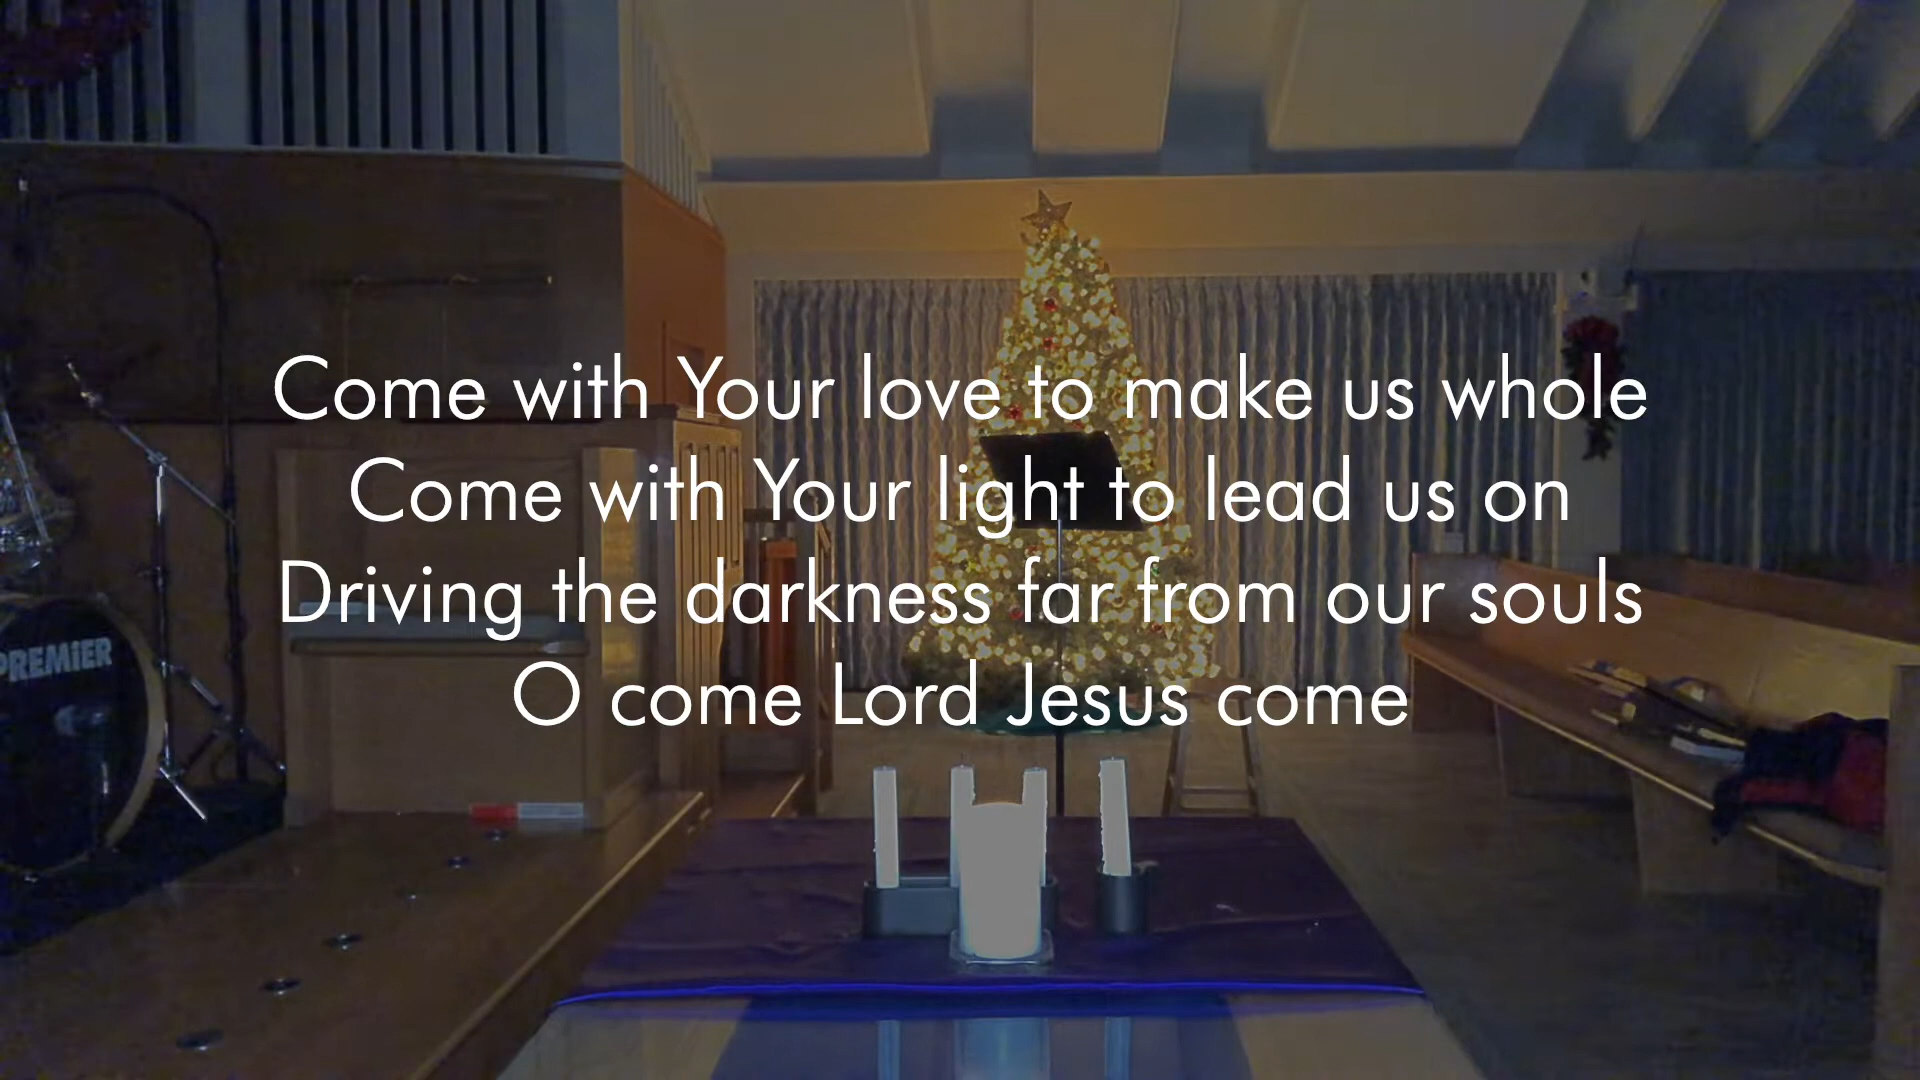 Come with Your love to make us whole
Come with Your light to lead us on
Driving the darkness far from our souls
O come Lord Jesus come
PREMIER